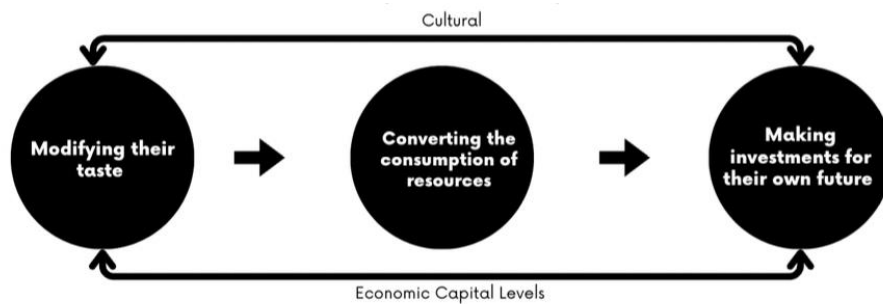 Cultural
Modifying their
taste
Converting the
consumption of
resources
Making
investments for
their own future
Economic Capital Levels